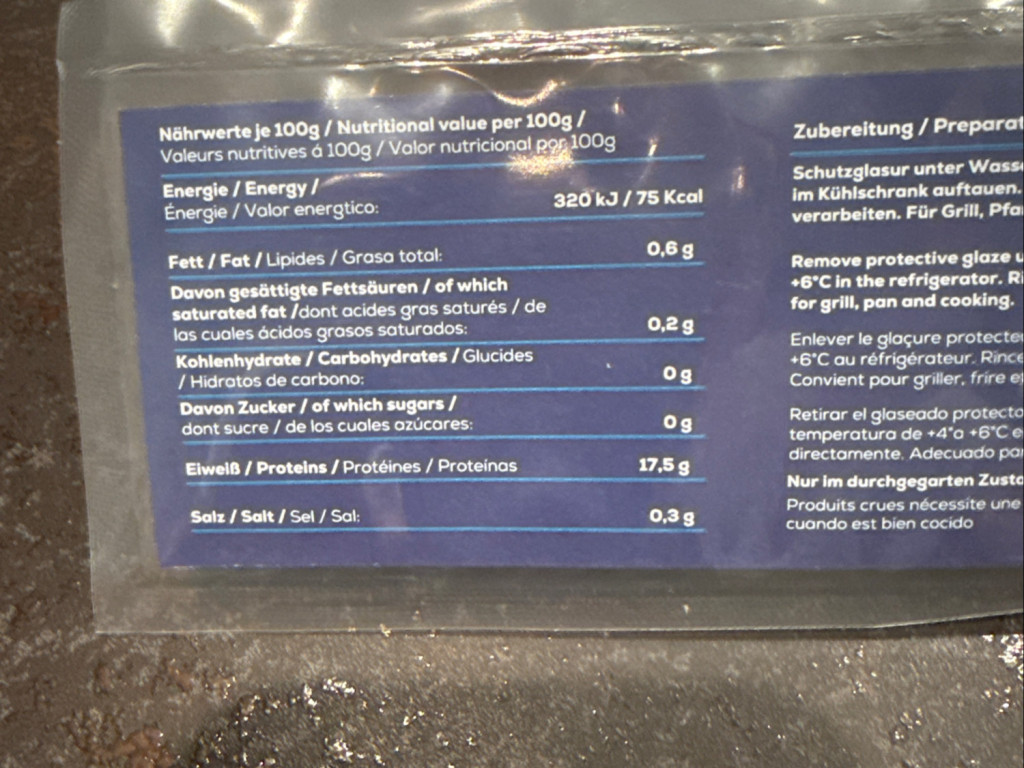 Nährwerte je 100g / Nutritional value per 100g /
Valeurs nutritives á 100g / Valor nutricional por 100g
Energie / Energy /
Énergie / Valor energtico:
320 kJ / 75 Kcal
Fett / Fat / Lipides / Grasa total:
0,6 g
Davon gesättigte Fettsäuren / of which
saturated fat /dont acides gras saturés / de
las cuales ácidos grasos saturados:
0,2 g
Kohlenhydrate / Carbohydrates / Glucides
/ Hidratos de carbono:
0 g
Davon Zucker / of which sugars /
dont sucre / de los cuales azúcares:
0 g
Eiweiß / Proteins / Protéines / Proteínas
17,5 g
Salz / Salt / Sel / Sal:
0,3 g
Zubereitung / Preparat
Schutzglasur unter Wasse
im Kühlschrank auftauen.
verarbeiten. Für Grill, Pfa
Remove protective glaze u
+6°C in the refrigerator. Ri
for grill, pan and cooking.
Enlever le glaçure protecte
+6°C au réfrigérateur. Rince
Convient pour griller, frire e
Retirar el glaseado protecto
temperatura de +4°a +6°C e
directamente. Adecuado pa
Nur im durchgegarten Zusta
Produits crues nécessite une
cuando est bien cocido